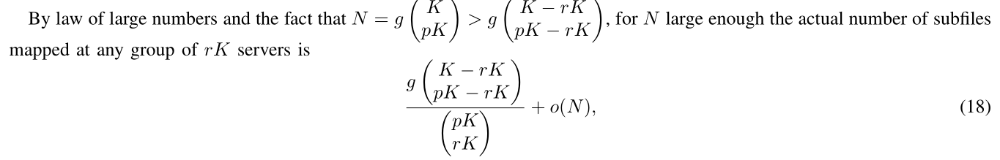 By law of large numbers and the fact that $N = g\binom{K}{pK} > g\binom{K-rK}{pK-rK}$, for $N$ large enough the actual number of subfiles
mapped at any group of $rK$ servers is
$$\frac{g\binom{K-rK}{pK-rK}}{\binom{pK}{rK}} + o(N),$$ (18)